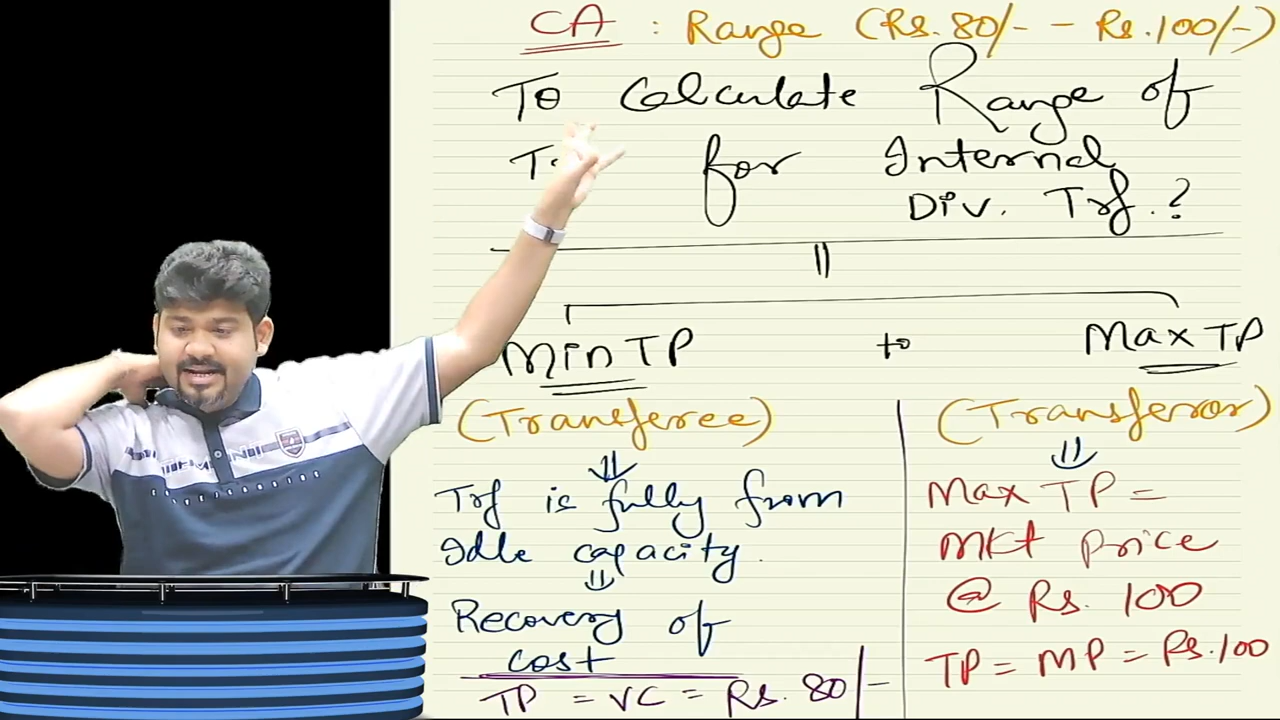 CA : Range (Rs.80/- - Rs.100/-)
To Calculate Range of
for Internal
Div. Trf.?
Min TP to Max TP
(Transferee)
Trf is fully from
Idle capacity.
Recovery of
cost
TP = VC = Rs. 80/-
(Transferor)
Max TP =
Mkt price
@ Rs. 100
TP = MP = Rs.100